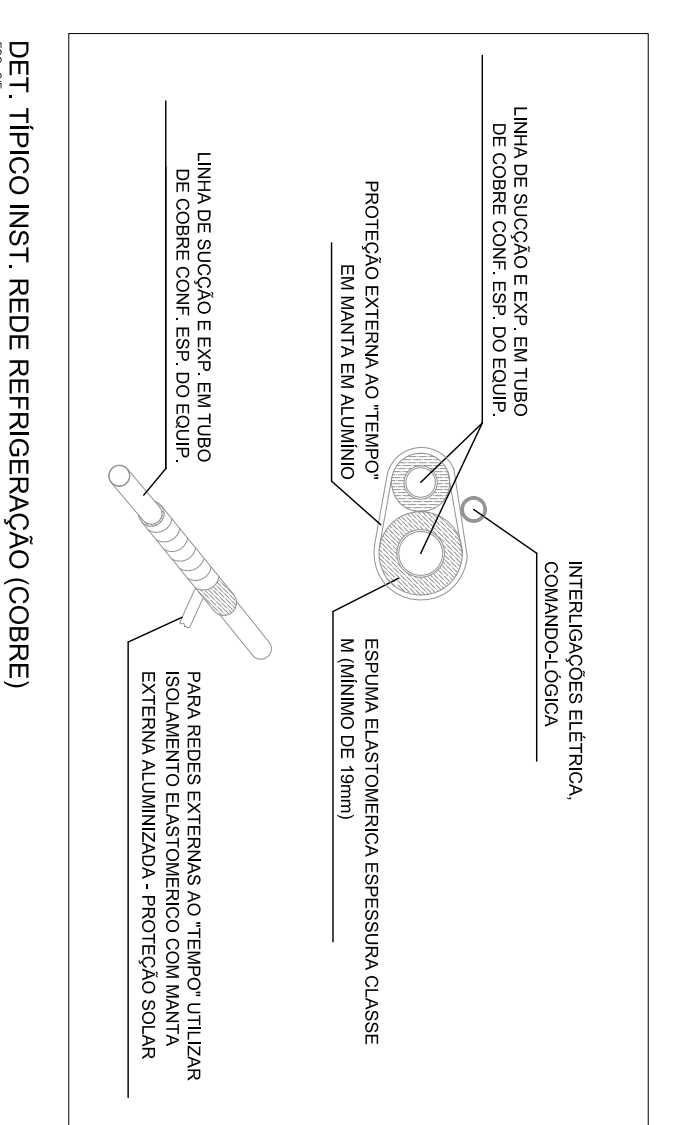 INTERLIGAÇÕES ELÉTRICA,
COMANDO-LÓGICA
LINHA DE SUCÇÃO E EXP. EM TUBO
DE COBRE CONF. ESP. DO EQUIP.
PROTEÇÃO EXTERNA AO "TEMPO"
EM MANTA EM ALUMÍNIO
ESPUMA ELASTOMERICA ESPESSURA CLASSE
M (MÍNIMO DE 19mm)
LINHA DE SUCÇÃO E EXP. EM TUBO
DE COBRE CONF. ESP. DO EQUIP.
PARA REDES EXTERNAS AO "TEMPO" UTILIZAR
ISOLAMENTO ELASTOMERICO COM MANTA
EXTERNA ALUMINIZADA - PROTEÇÃO SOLAR
DET. TÍPICO INST. REDE REFRIGERAÇÃO (COBRE)